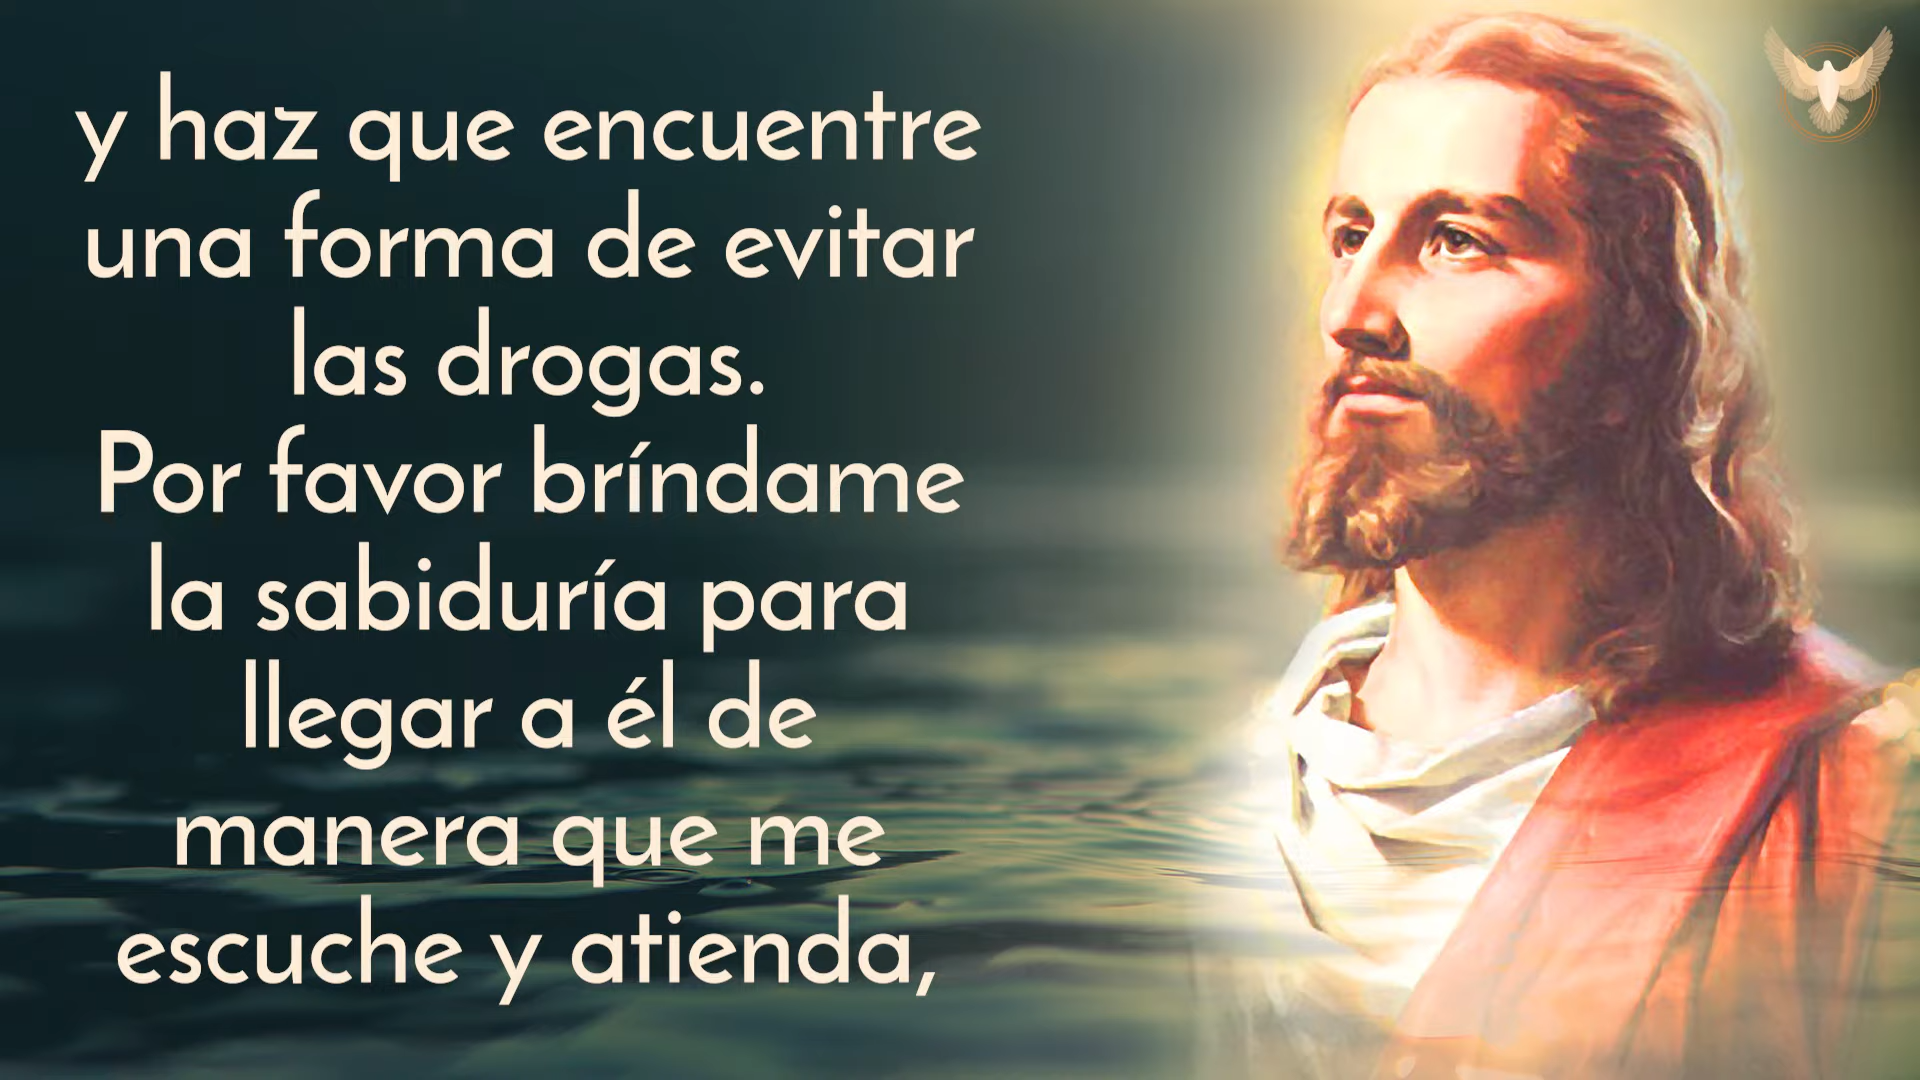 y haz que encuentre
una forma de evitar
las drogas.
Por favor bríndame
la sabiduría para
llegar a él de
manera que me
escuche y atienda,